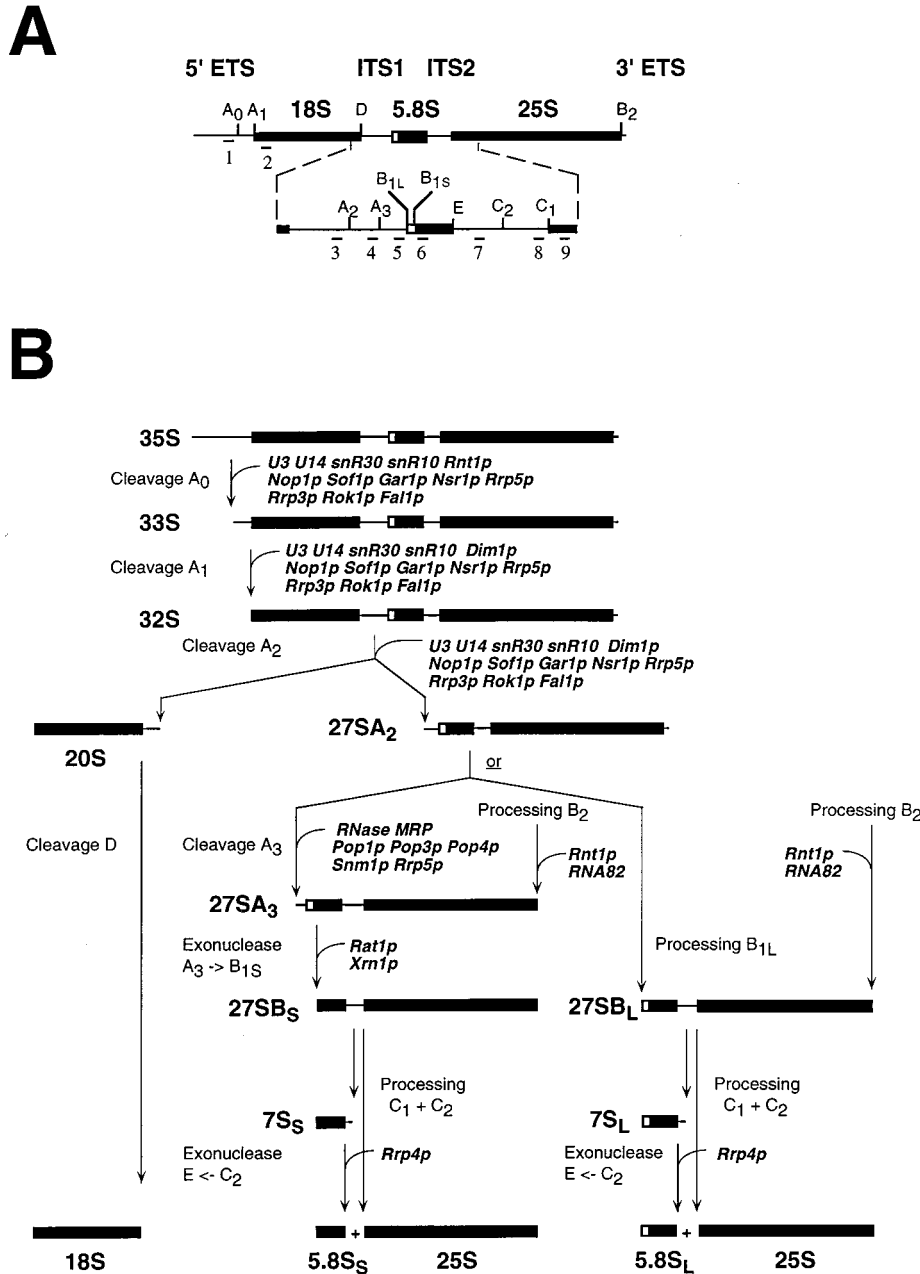 A
5' ETS ITS1 ITS2 3' ETS
A0 A1 18S D 5.8S 25S B2
1 2
B1L B1S
A2 A3 E C2 C1
3 4 5 6 7 8 9
B
35S
Cleavage A0
U3 U14 snR30 snR10 Rnt1p
Nop1p Sof1p Gar1p Nsr1p Rrp5p
Rrp3p Rok1p Fal1p
33S
Cleavage A1
U3 U14 snR30 snR10 Dim1p
Nop1p Sof1p Gar1p Nsr1p Rrp5p
Rrp3p Rok1p Fal1p
32S
Cleavage A2
U3 U14 snR30 snR10 Dim1p
Nop1p Sof1p Gar1p Nsr1p Rrp5p
Rrp3p Rok1p Fal1p
20S
27SA2
or
Cleavage D
Cleavage A3
RNase MRP
Pop1p Pop3p Pop4p
Snm1p Rrp5p
Processing B2
Rnt1p
RNA82
Processing B2
Rnt1p
RNA82
27SA3
Exonuclease
A3 -> B1S
Rat1p
Xrn1p
Processing B1L
27SBS
27SBL
Processing
C1 + C2
Processing
C1 + C2
7SS
7SL
Exonuclease
E <- C2
Rrp4p
Exonuclease
E <- C2
Rrp4p
+ +
18S 5.8SS 25S 5.8SL 25S